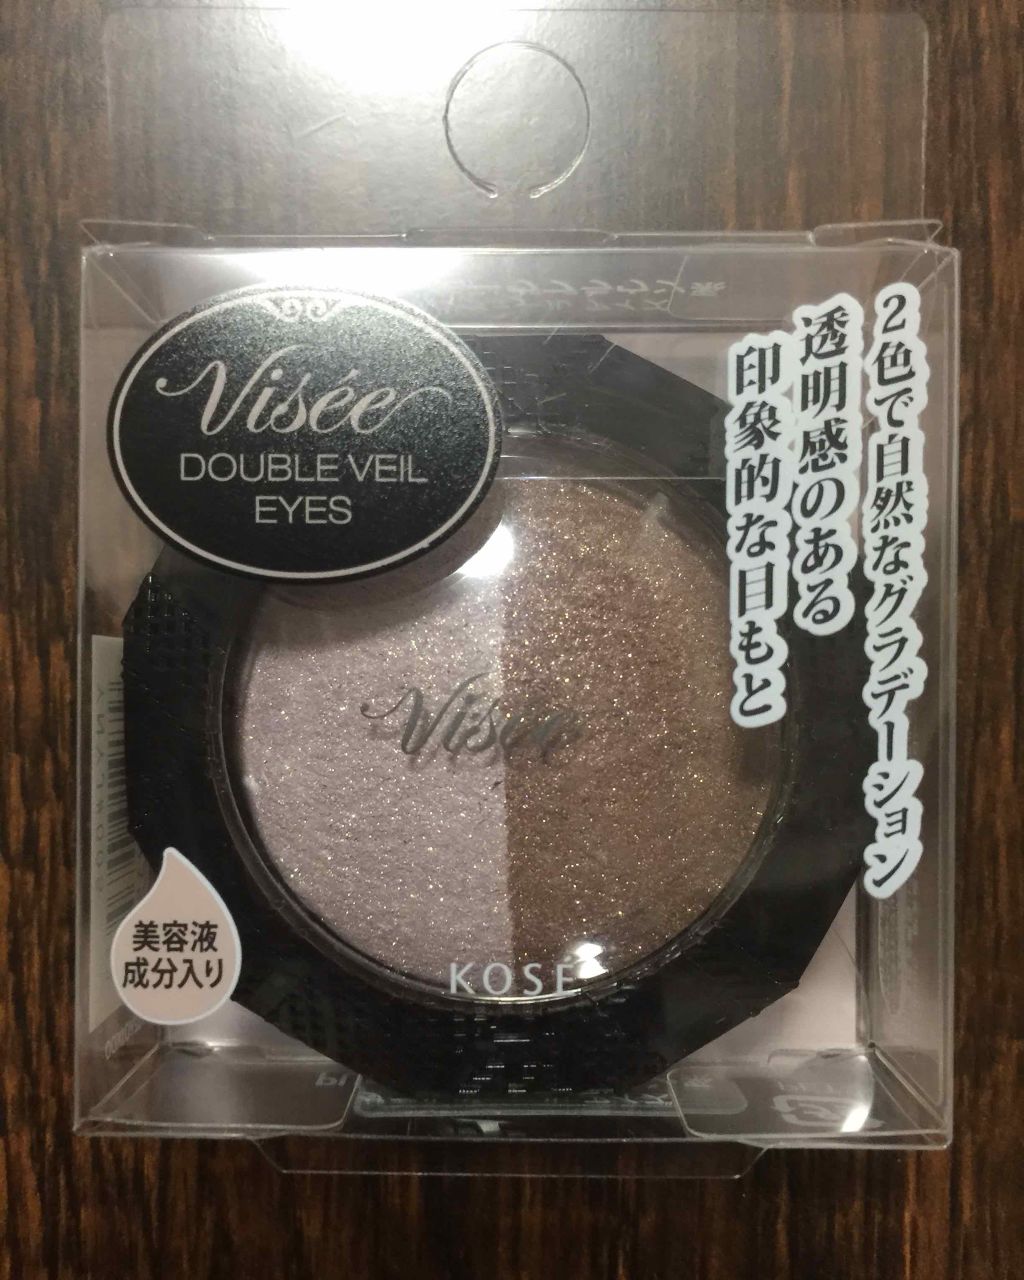 Visée
DOUBLE VEIL
EYES
2色で自然なグラデーション
透明感のある
印象的な目もと
Visée
美容液
成分入り
KOSÉ